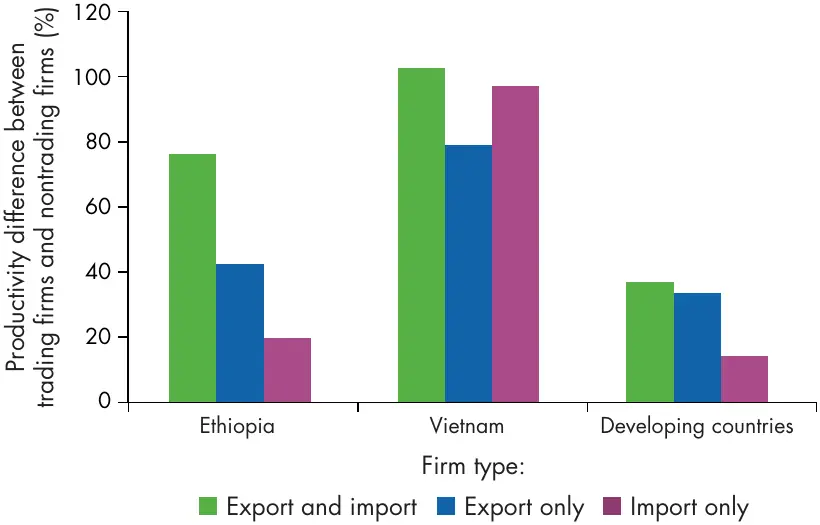 Productivity difference between
trading firms and nontrading firms (%)
120
100
80
60
40
20
0
Ethiopia
Vietnam
Developing countries
Firm type:
Export and import
Export only
Import only